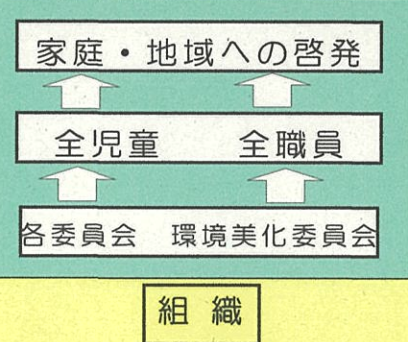 家庭・地域への啓発
全児童 全職員
各委員会 環境美化委員会
組織